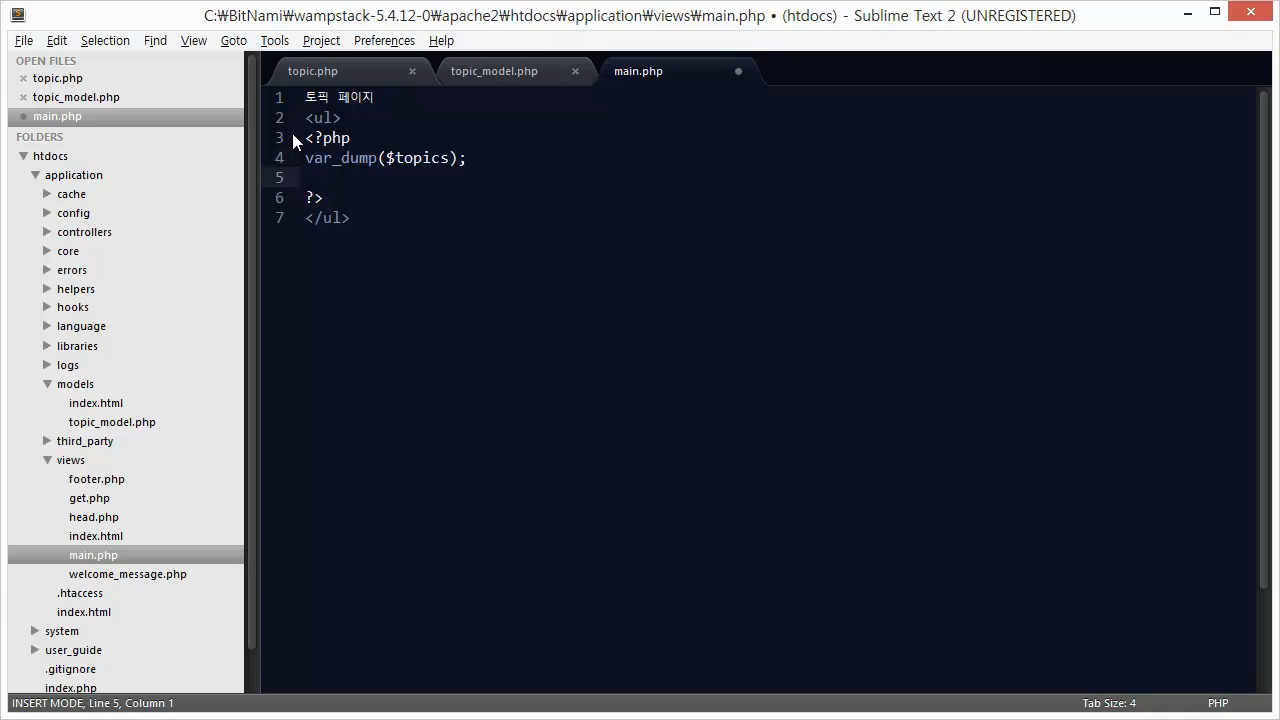 C:₩BitNami₩wampstack-5.4.12-0₩apache2₩htdocs₩application₩views₩main.php • (htdocs) - Sublime Text 2 (UNREGISTERED)
File Edit Selection Find View Goto Tools Project Preferences Help
OPEN FILES
topic.php
topic_model.php
main.php
FOLDERS
htdocs
application
cache
config
controllers
core
errors
helpers
hooks
language
libraries
logs
models
index.html
topic_model.php
third_party
views
footer.php
get.php
head.php
index.html
main.php
welcome_message.php
.htaccess
index.html
system
user_guide
.gitignore
index.php
topic.php topic_model.php main.php
1 토픽 페이지
2 <ul>
3 <?php
4 var_dump($topics);
5
6 ?>
7 </ul>
INSERT MODE, Line 5, Column 1 Tab Size: 4 PHP